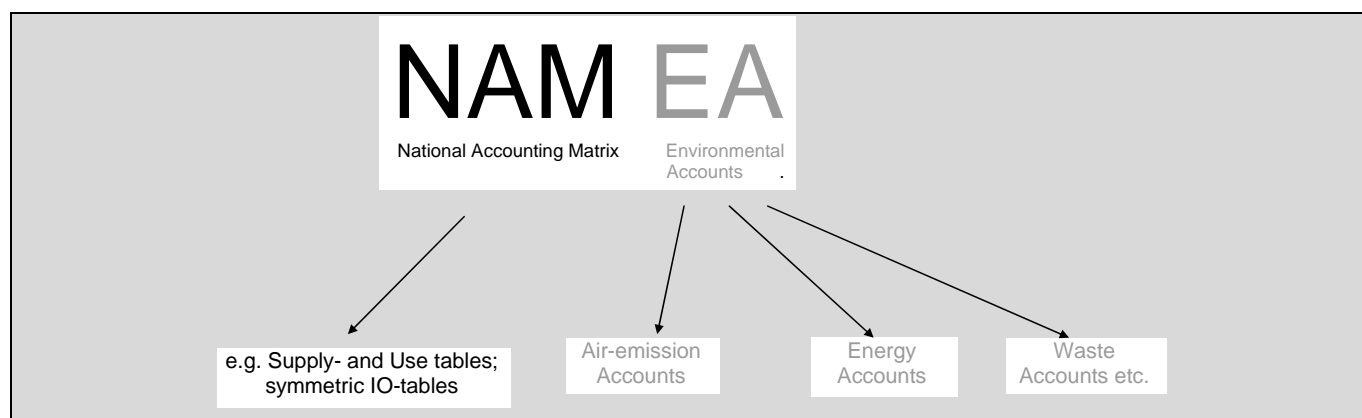 NAM EA
National Accounting Matrix Environmental
Accounts .
e.g. Supply- and Use tables;
symmetric IO-tables
Air-emission
Accounts
Energy
Accounts
Waste
Accounts etc.